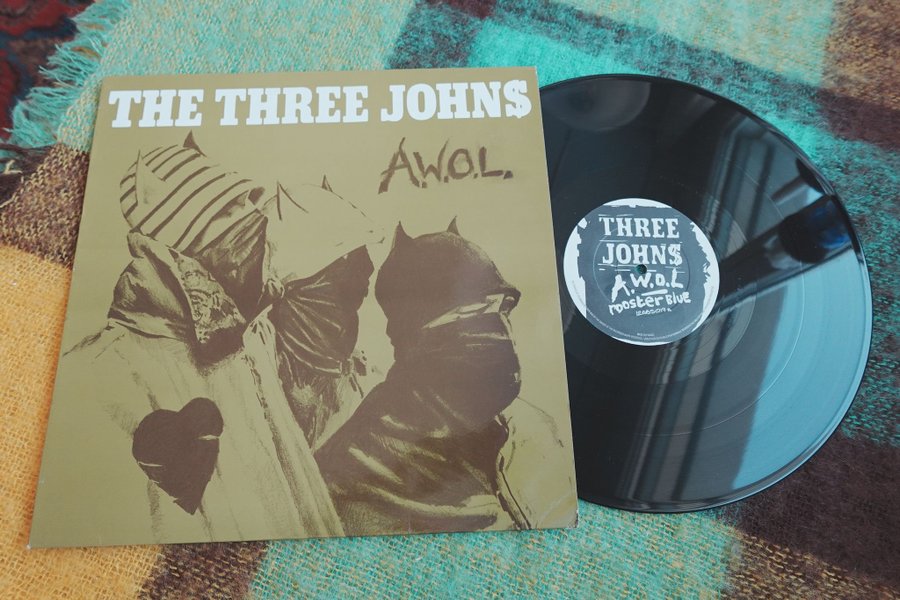 THE THREE JOHN$
A.W.O.L.
THREE
JOHN$
A.W.O.L
rooster Blue